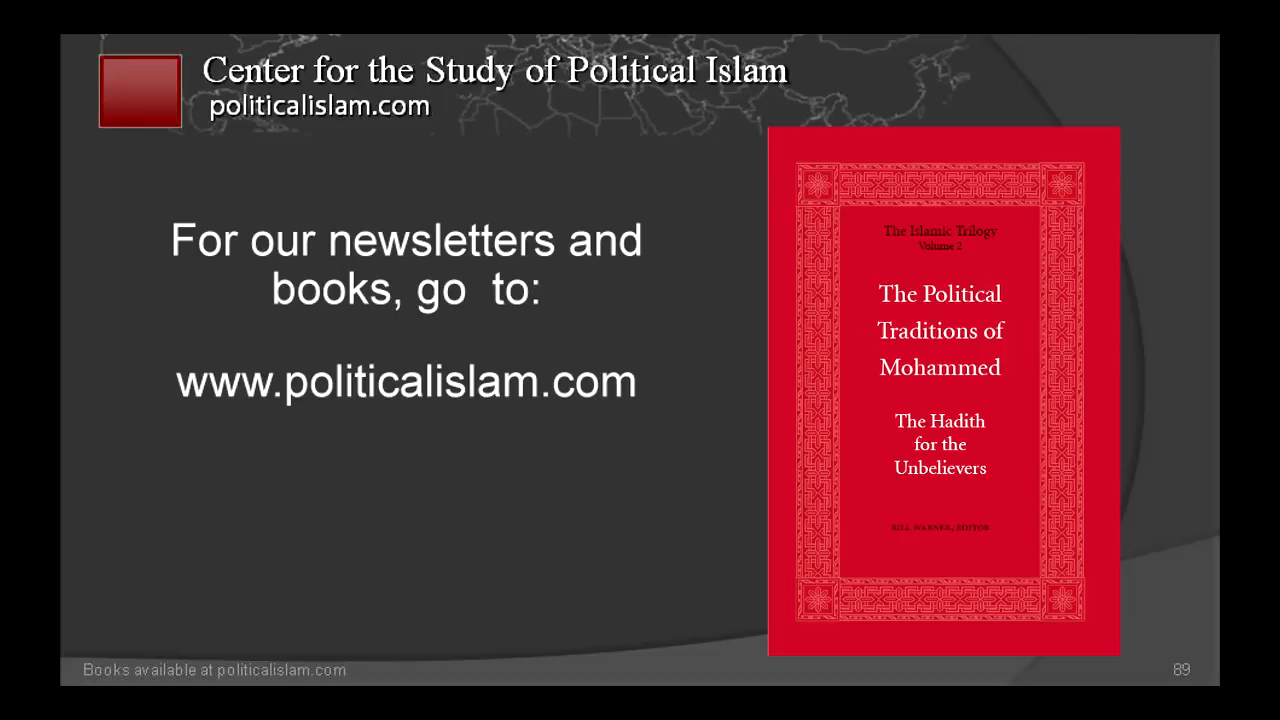 Center for the Study of Political Islam
politicalislam.com
For our newsletters and
books, go  to:
www.politicalislam.com
The Islamic Trilogy
Volume 2
The Political
Traditions of
Mohammed
The Hadith
for the
Unbelievers
BILL WARNER, EDITOR
Books available at politicalislam.com
89